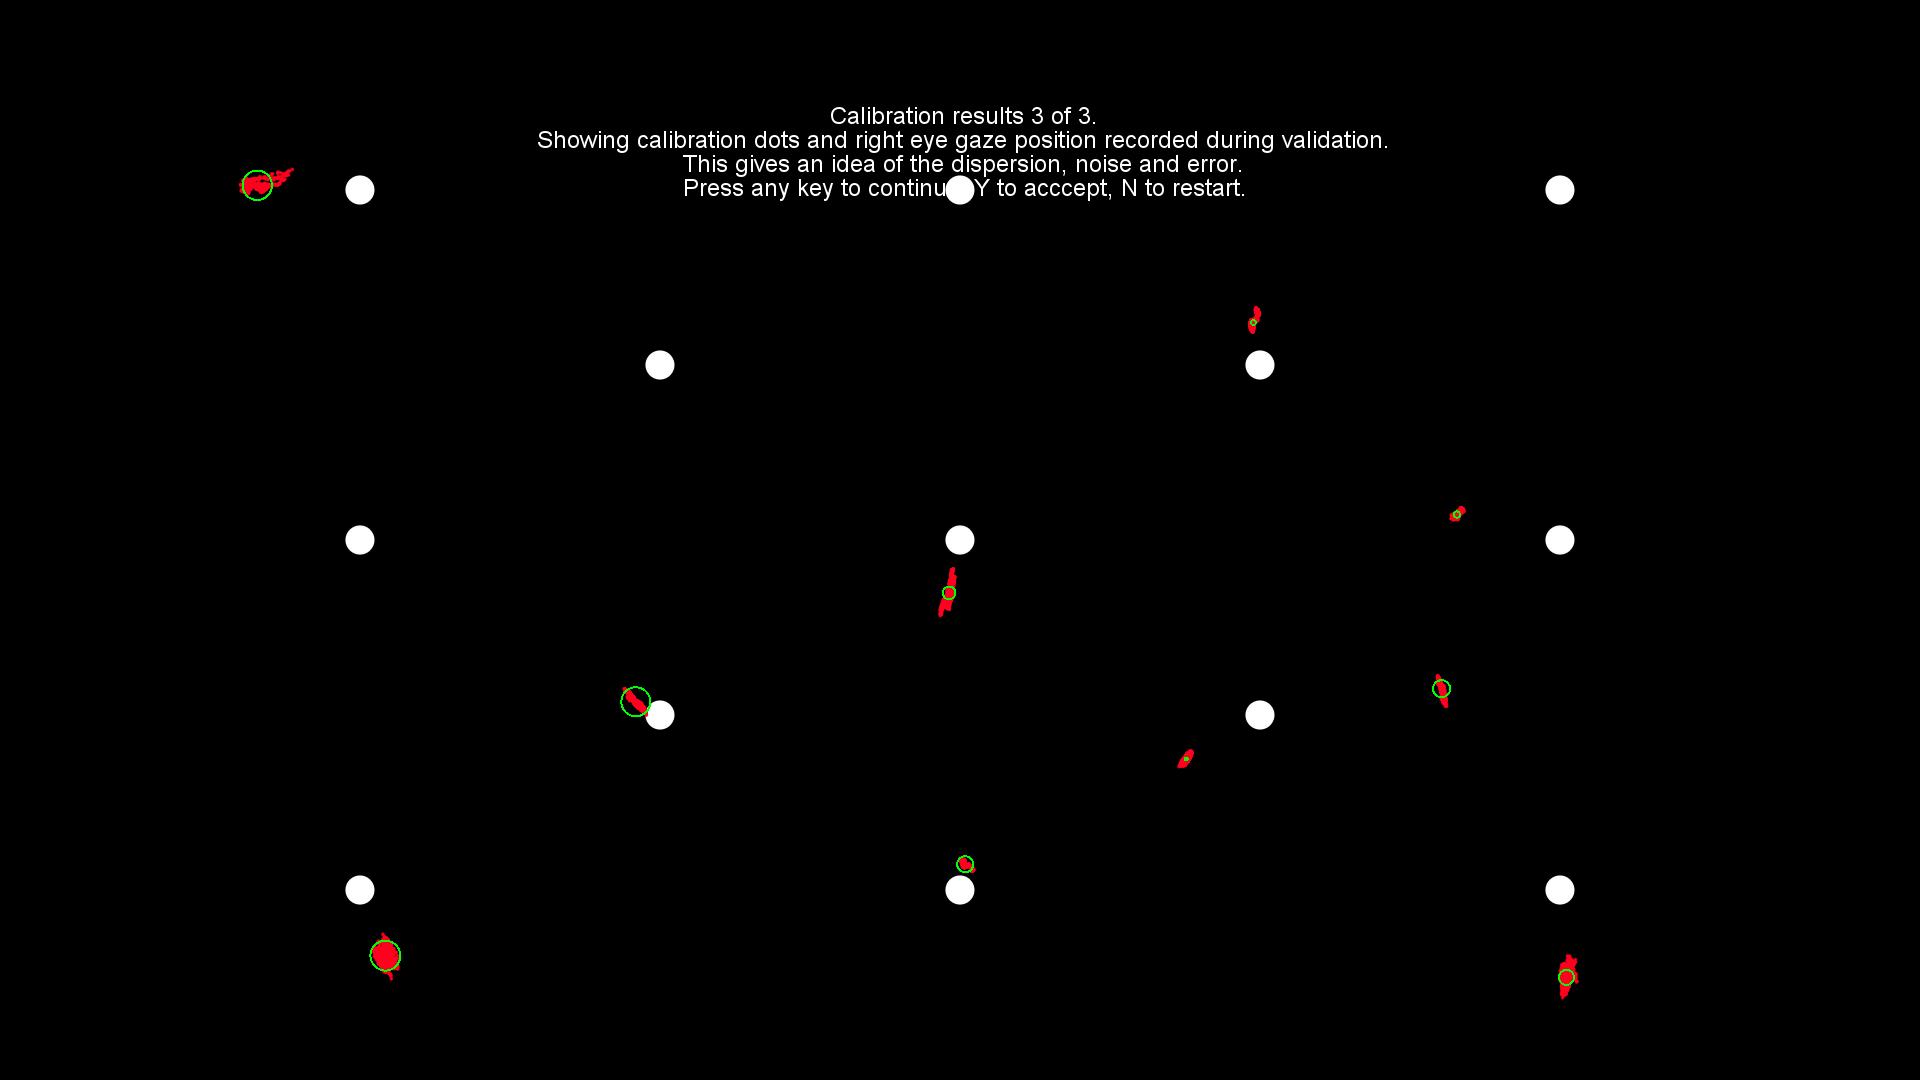 Calibration results 3 of 3.
Showing calibration dots and right eye gaze position recorded during validation.
This gives an idea of the dispersion, noise and error.
Press any key to continu Y to acccept, N to restart.